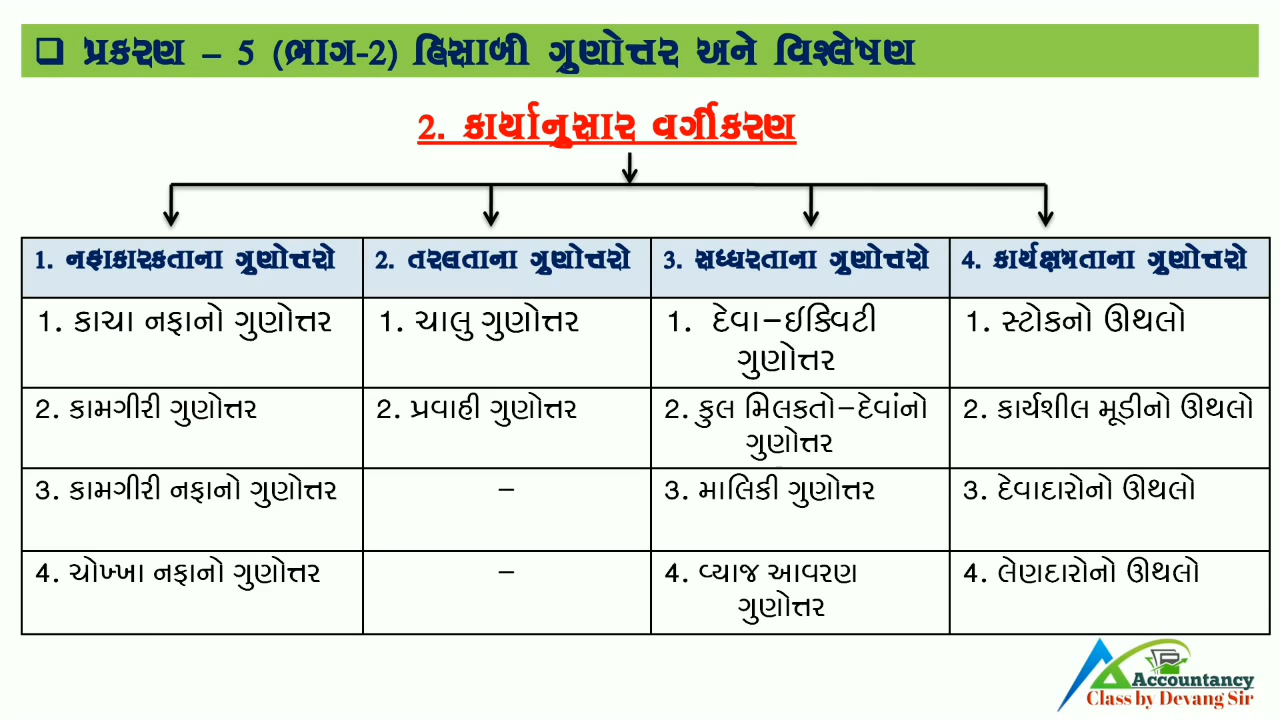 ❑ પ્રકરણ – 5 (ભાગ-2) હિસાબી ગુણોત્તર અને વિશ્લેષણ
2. કાર્યાનુસાર વર્ગીકરણ
1. નફાકારકતાના ગુણોત્તરો 2. તરલતાના ગુણોત્તરો 3. સધ્ધરતાના ગુણોત્તરો 4. કાર્યક્ષમતાના ગુણોત્તરો
1. કાચા નફાનો ગુણોત્તર 1. ચાલુ ગુણોત્તર 1. દેવા–ઈક્વિટી 1. સ્ટોકનો ઊથલો
ગુણોત્તર
2. કામગીરી ગુણોત્તર 2. પ્રવાહી ગુણોત્તર 2. કુલ મિલકતો–દેવાંનો 2. કાર્યશીલ મૂડીનો ઊથલો
ગુણોત્તર
3. કામગીરી નફાનો ગુણોત્તર – 3. માલિકી ગુણોત્તર 3. દેવાદારોનો ઊથલો
4. ચોખ્ખા નફાનો ગુણોત્તર – 4. વ્યાજ આવરણ 4. લેણદારોનો ઊથલો
ગુણોત્તર
Accountancy
Class by Devang Sir